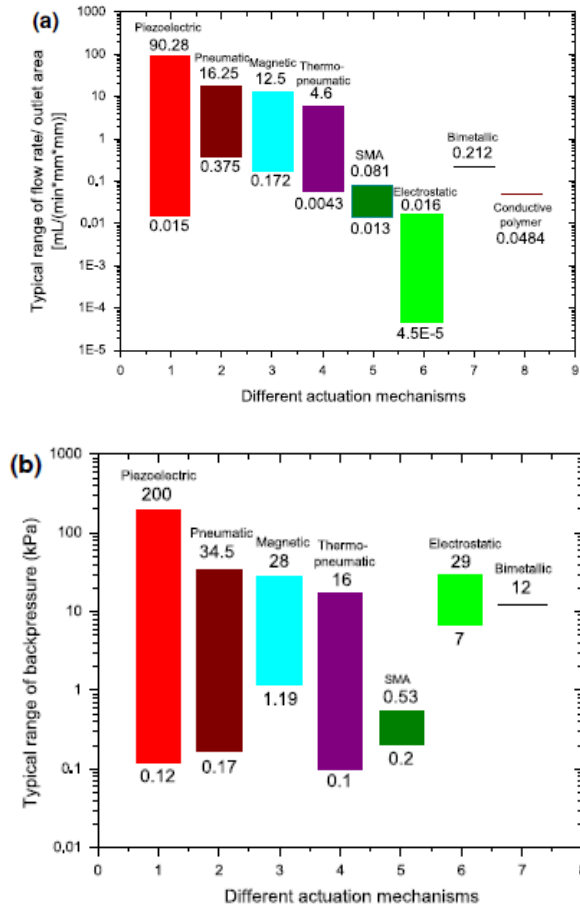 (a)
Typical range of flow rate/ outlet area
[mL/(min*mm*mm)]
1000
100
10
1
0.1
0.01
1E-3
1E-4
1E-5
Piezoelectric
90.28
0.015
Pneumatic
16.25
0.375
Magnetic
12.5
0.172
Thermo-
pneumatic
4.6
0.0043
SMA
0.081
0.013
Electrostatic
0.016
4.5E-5
Bimetallic
0.212
Conductive
polymer
0.0484
0 1 2 3 4 5 6 7 8 9
Different actuation mechanisms
(b)
Typical range of backpressure (kPa)
1000
100
10
1
0.1
0,01
Piezoelectric
200
0.12
Pneumatic
34.5
0.17
Magnetic
28
1.19
Thermo-
pneumatic
16
0.1
SMA
0.53
0.2
Electrostatic
29
7
Bimetallic
12
0 1 2 3 4 5 6 7 8
Different actuation mechanisms